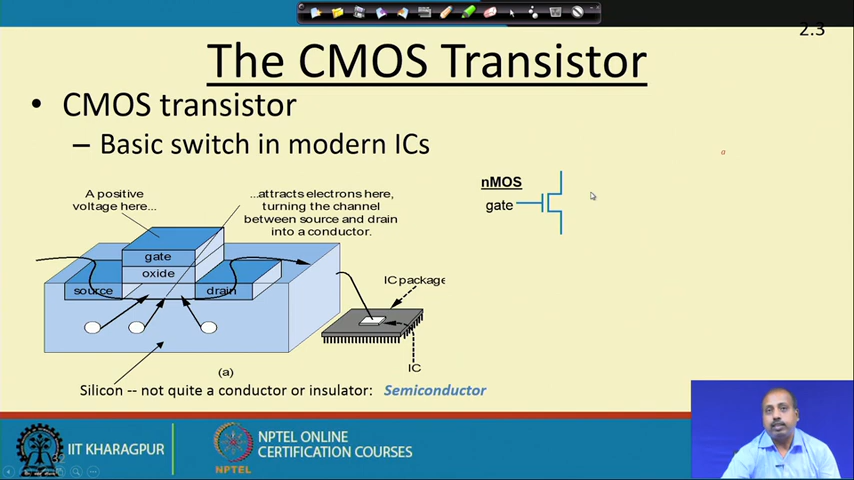 2.3
The CMOS Transistor
• CMOS transistor
– Basic switch in modern ICs
a
A positive
voltage here...
...attracts electrons here,
turning the channel
between source and drain
into a conductor.
nMOS
gate
gate
oxide
source
drain
IC package
IC
(a)
Silicon -- not quite a conductor or insulator: Semiconductor
IIT KHARAGPUR
NPTEL
NPTEL ONLINE
CERTIFICATION COURSES